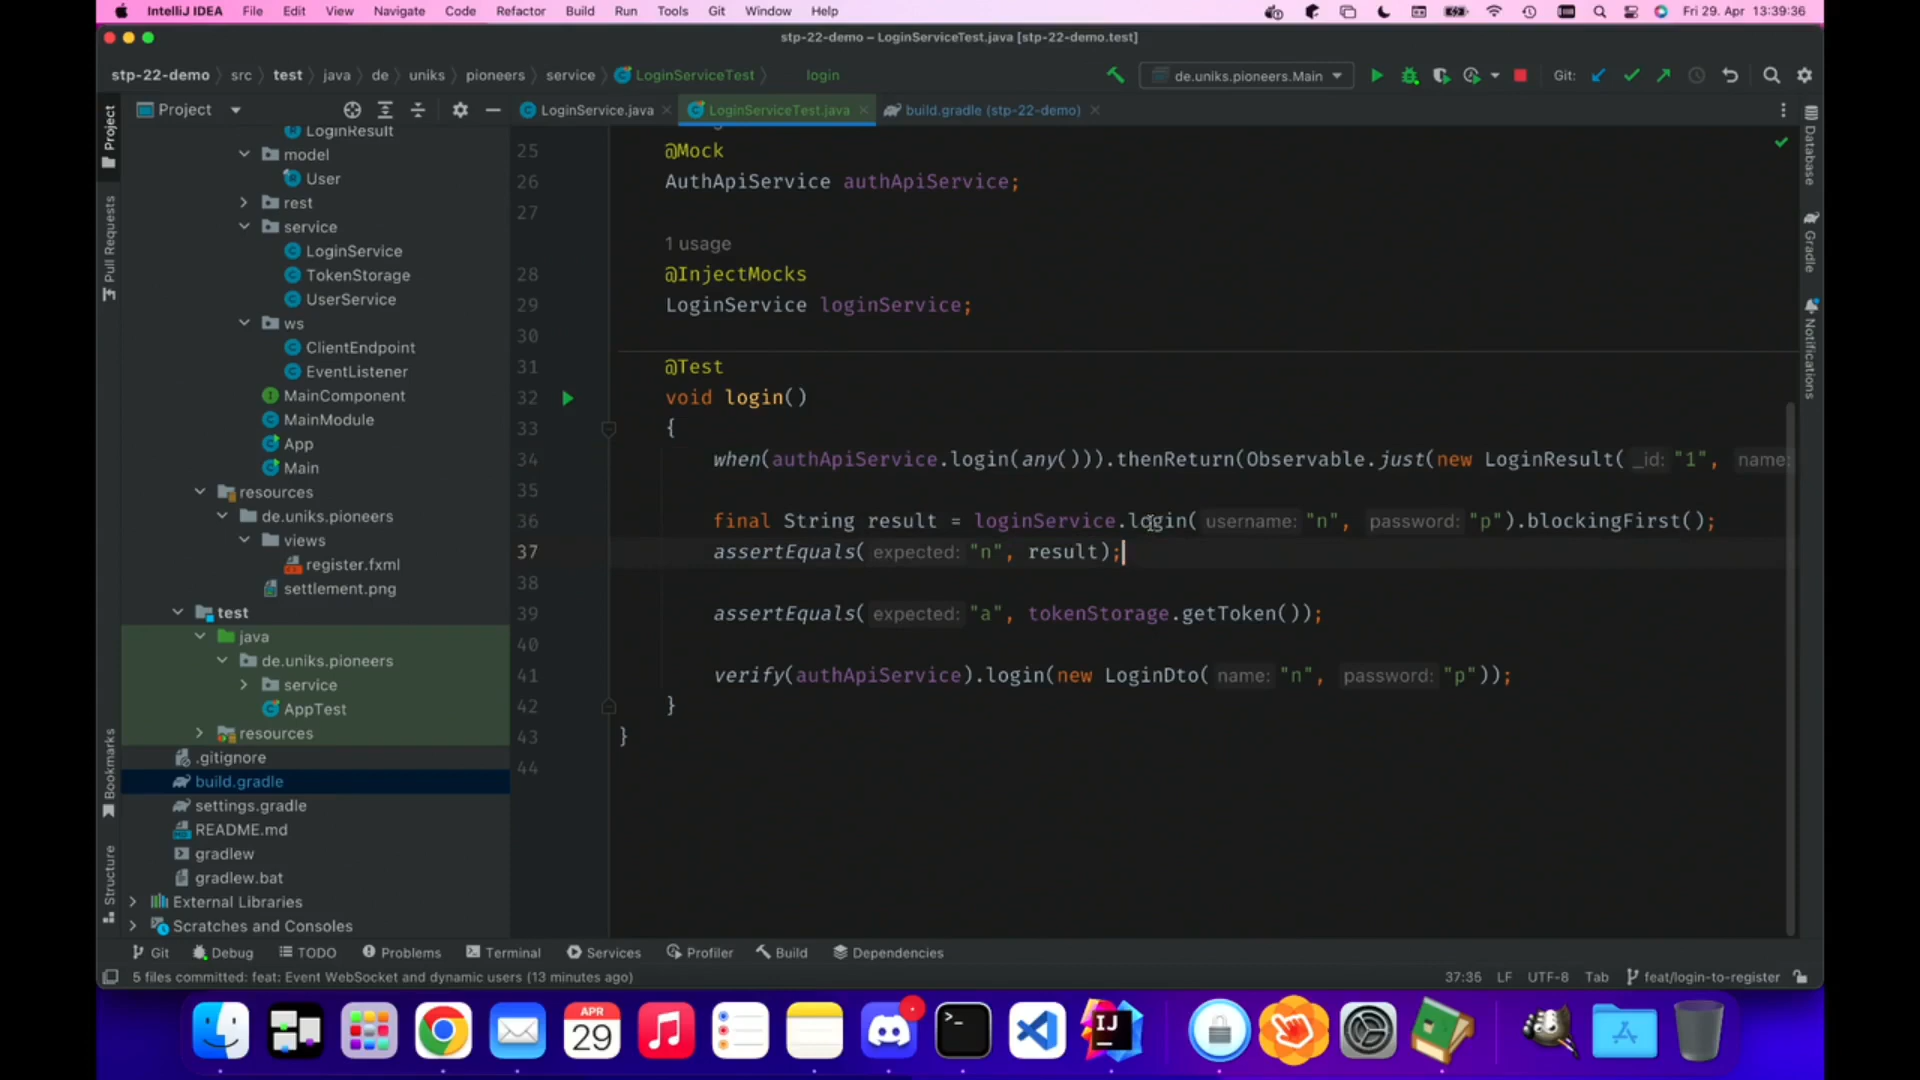 IntelliJ IDEA File Edit View Navigate Code Refactor Build Run Tools Git Window Help Fri 29. Apr 13:39:36
stp-22-demo – LoginServiceTest.java [stp-22-demo.test]
stp-22-demo src test java de uniks pioneers service LoginServiceTest login de.uniks.pioneers.Main Git:
Project LoginService.java LoginServiceTest.java build.gradle (stp-22-demo)
Project
Pull Requests
Bookmarks
Structure
LoginResult
model
User
rest
service
LoginService
TokenStorage
UserService
ws
ClientEndpoint
EventListener
MainComponent
MainModule
App
Main
resources
de.uniks.pioneers
views
register.fxml
settlement.png
test
java
de.uniks.pioneers
service
AppTest
resources
.gitignore
build.gradle
settings.gradle
README.md
gradlew
gradlew.bat
External Libraries
Scratches and Consoles
25 @Mock
26 AuthApiService authApiService;
27
1 usage
28 @InjectMocks
29 LoginService loginService;
30
31 @Test
32 void login()
33 {
34 when(authApiService.login(any())).thenReturn(Observable.just(new LoginResult( _id: "1", name:
35
36 final String result = loginService.login( username: "n", password: "p").blockingFirst();
37 assertEquals( expected: "n", result);
38
39 assertEquals( expected: "a", tokenStorage.getToken());
40
41 verify(authApiService).login(new LoginDto( name: "n", password: "p"));
42 }
43 }
44
Database
Gradle
Notifications
Git Debug TODO Problems Terminal Services Profiler Build Dependencies
5 files committed: feat: Event WebSocket and dynamic users (13 minutes ago) 37:35 LF UTF-8 Tab feat/login-to-register
APR
29
>_
IJ